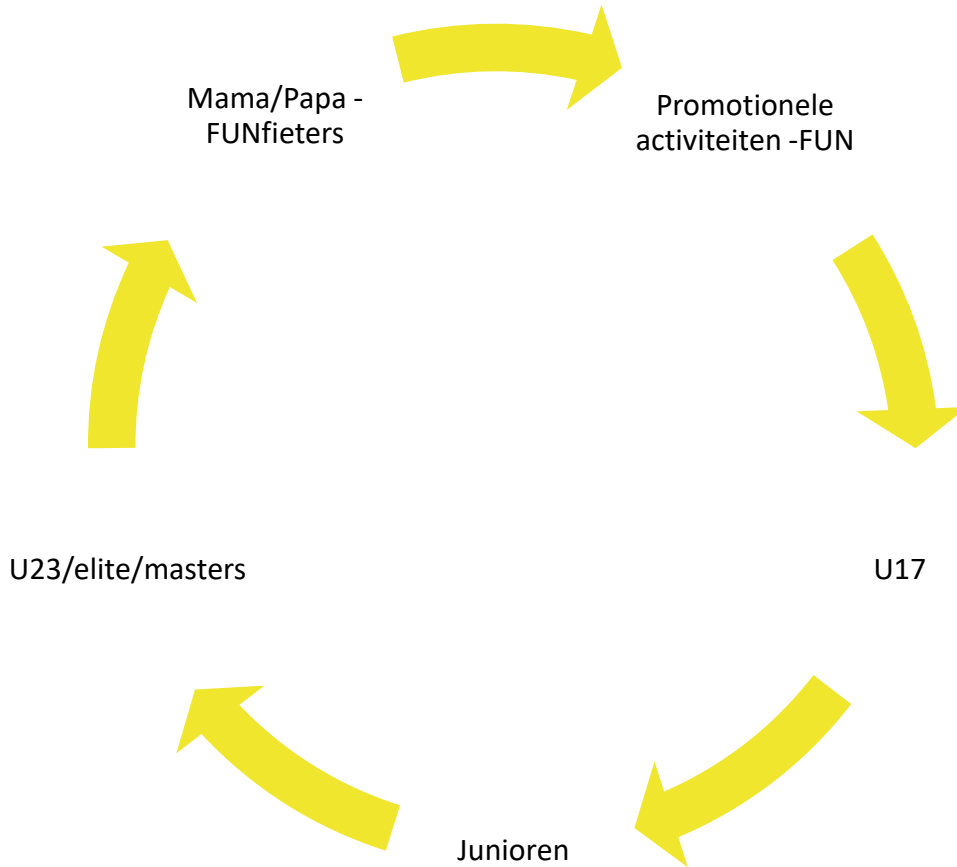 Mama/Papa -
FUNfieters
Promotionele
activiteiten -FUN
U23/elite/masters
U17
Junioren